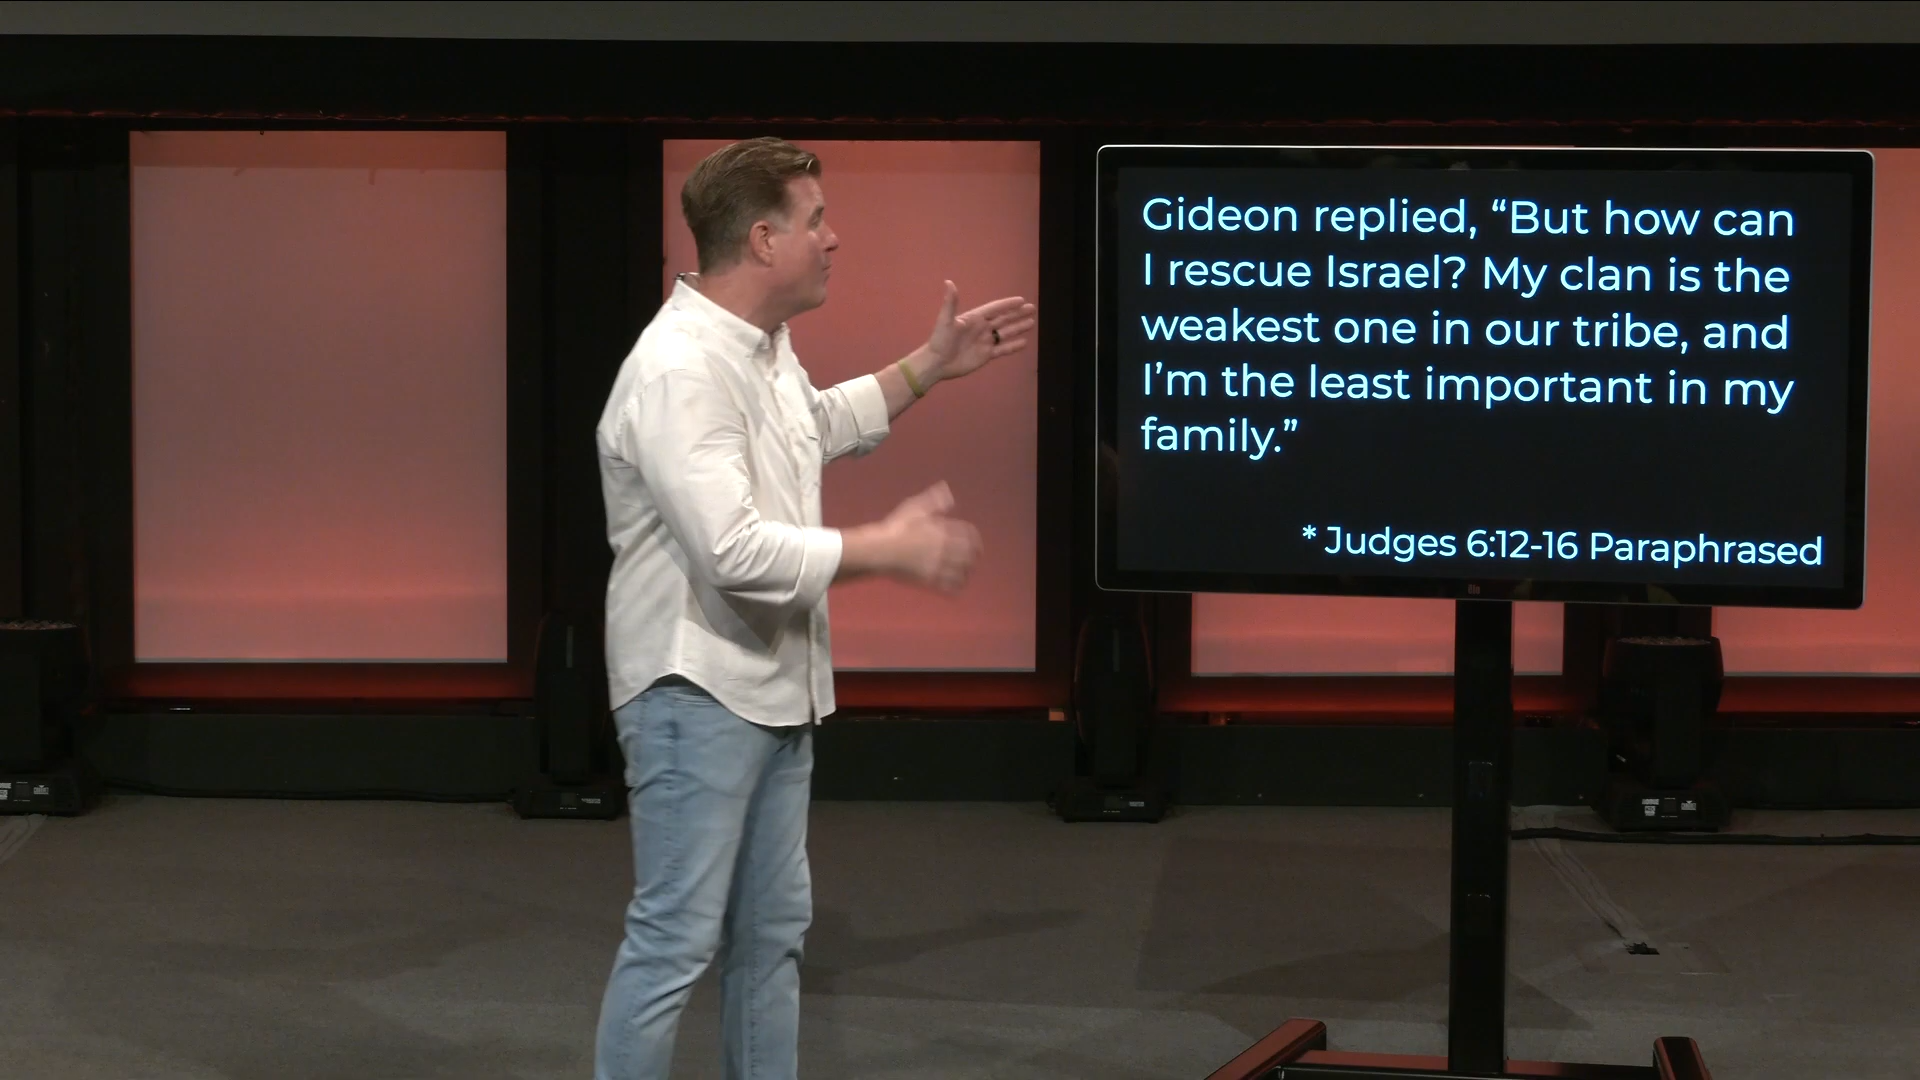 Gideon replied, “But how can
I rescue Israel? My clan is the
weakest one in our tribe, and
I’m the least important in my
family.”
* Judges 6:12-16 Paraphrased